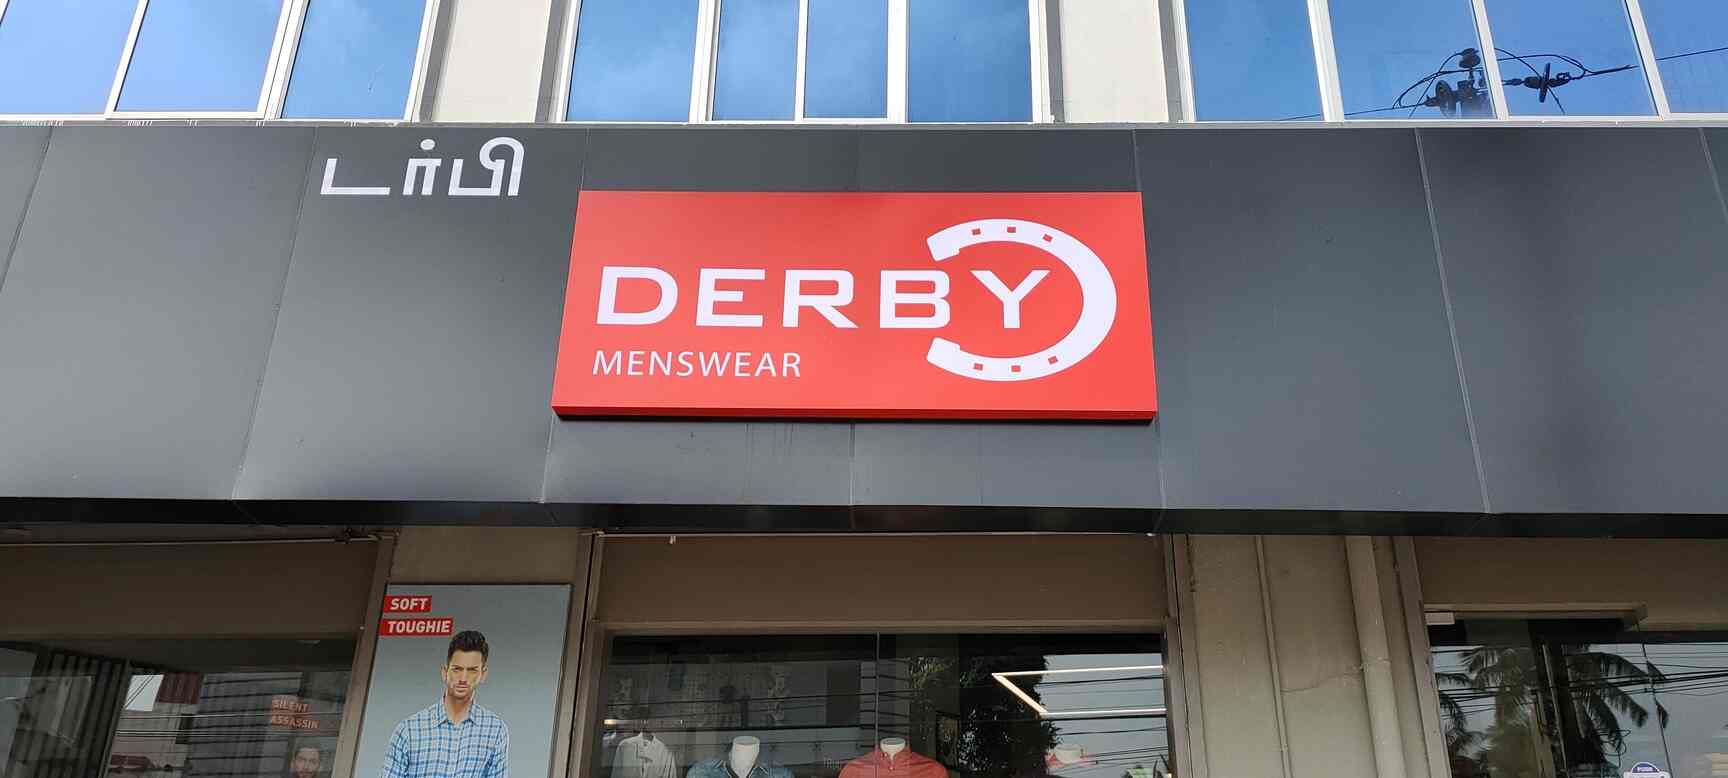 டர்பி
DERBY
MENSWEAR
SOFT
TOUGHIE
SILENT
ASSASSIN